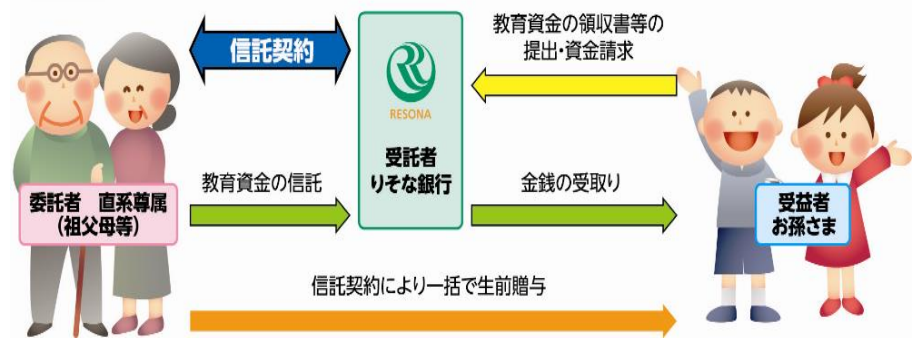 信託契約
教育資金の領収書等の
提出・資金請求
RESONA
受託者
りそな銀行
教育資金の信託
金銭の受取り
委託者 直系尊属
(祖父母等)
受益者
お孫さま
信託契約により一括で生前贈与